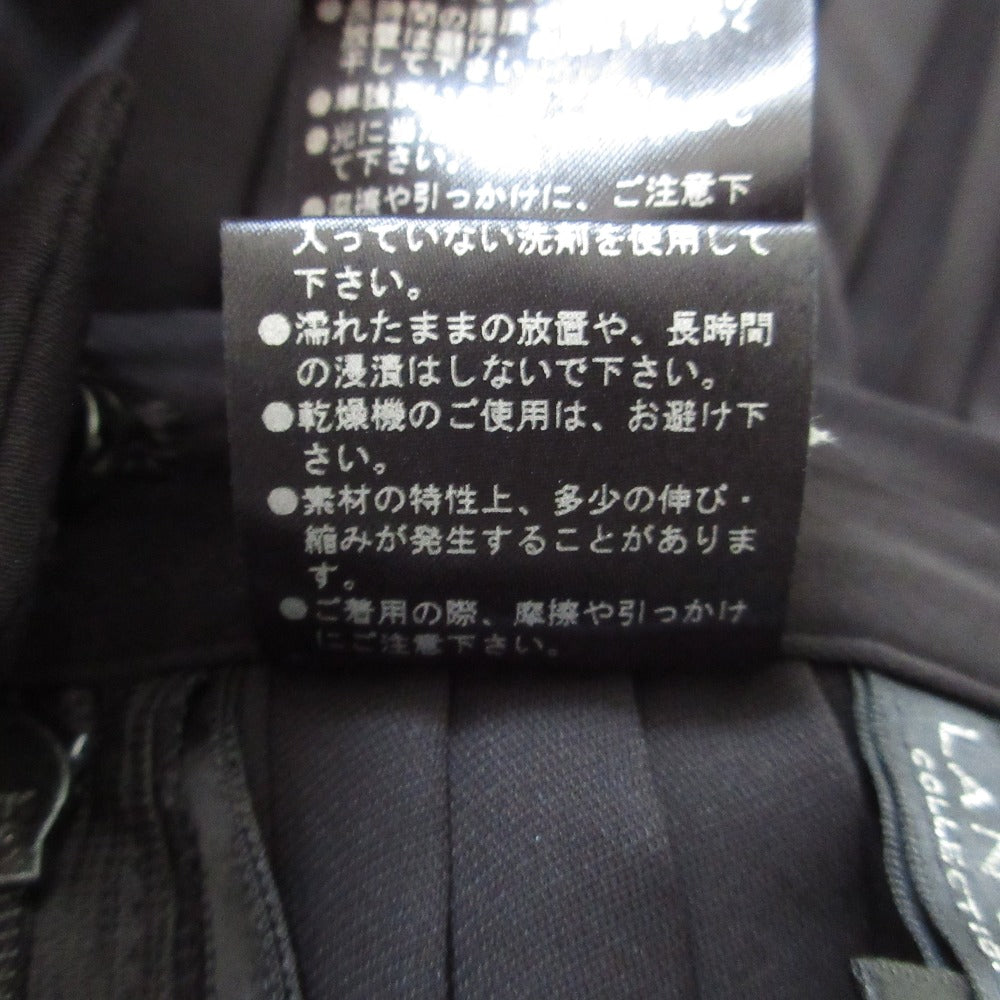 て下さい。
や引っかけに、ご注意下
入っていない洗剤を使用して
下さい。
●濡れたままの放置や、長時間
の浸漬はしないで下さい。
●乾燥機のご使用は、お避け下
さい。
●素材の特性上、多少の伸び・
縮みが発生することがありま
す。
●ご着用の際、摩擦や引っかけ
にご注意下さい。
LAN
COLLECTION